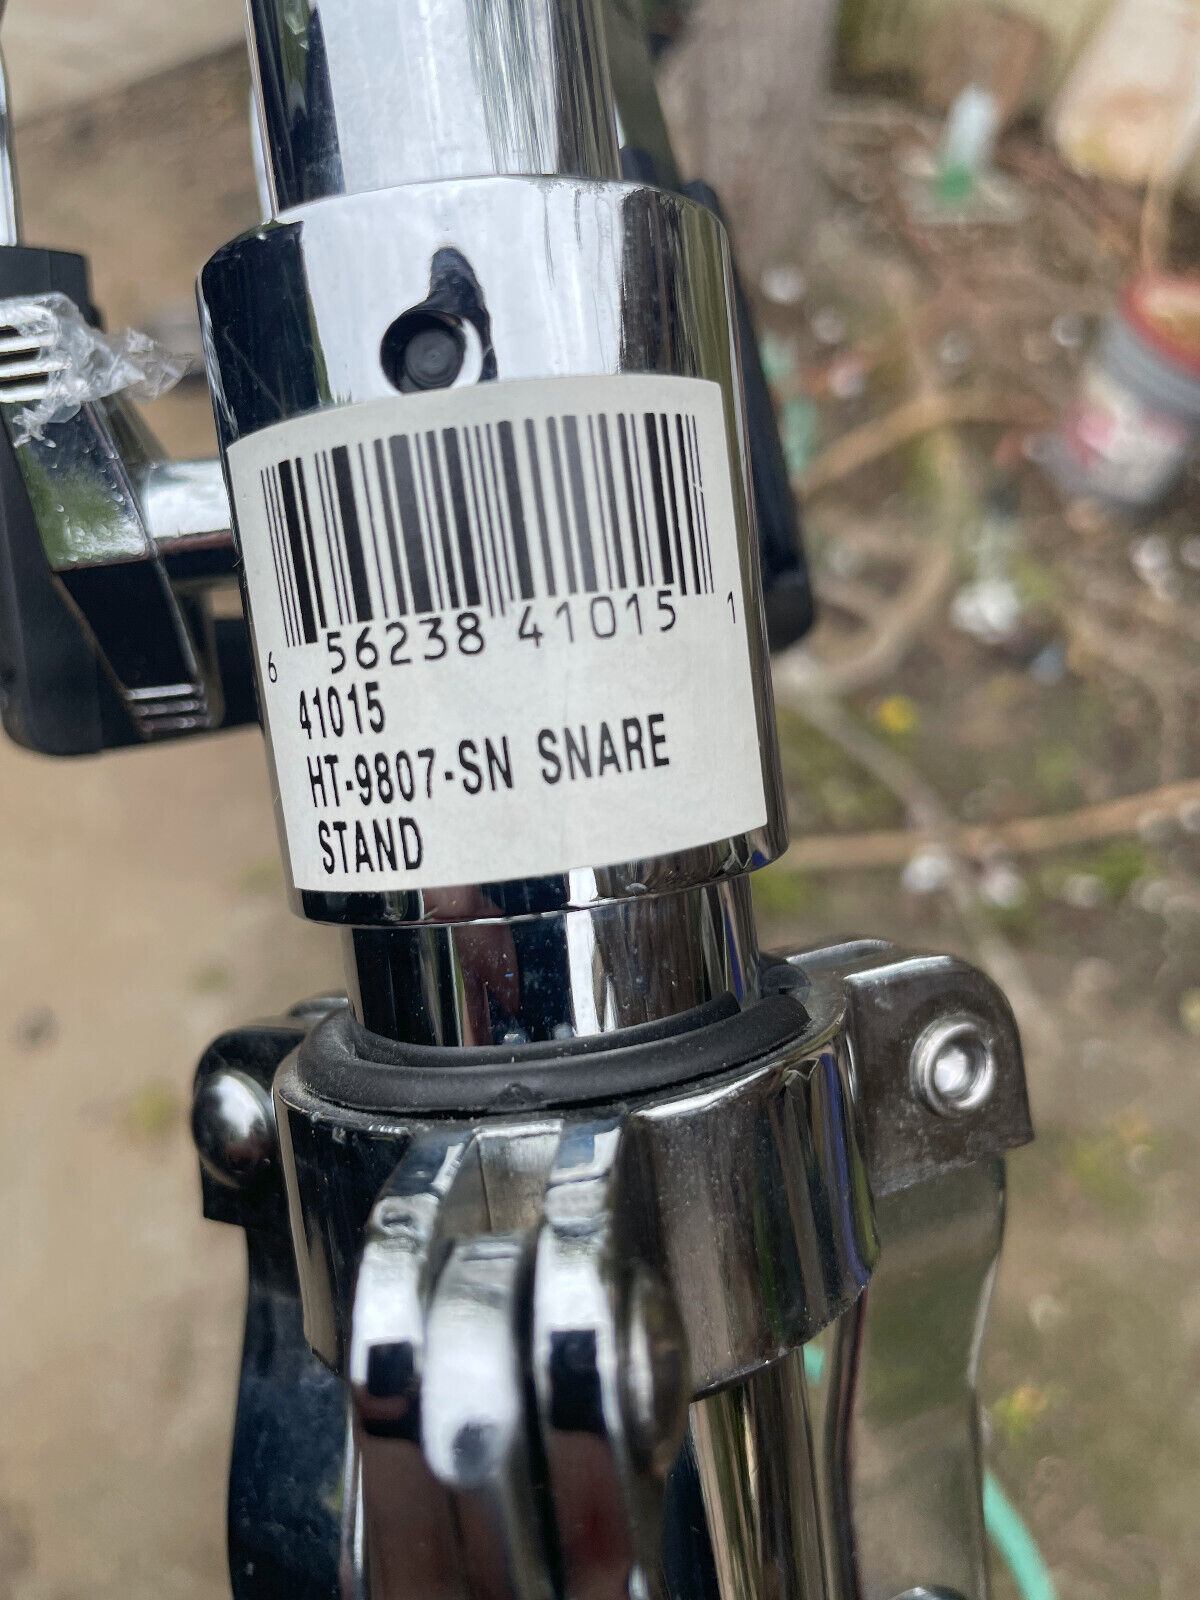 6 56238 41015 1
41015
HT-9807-SN SNARE
STAND